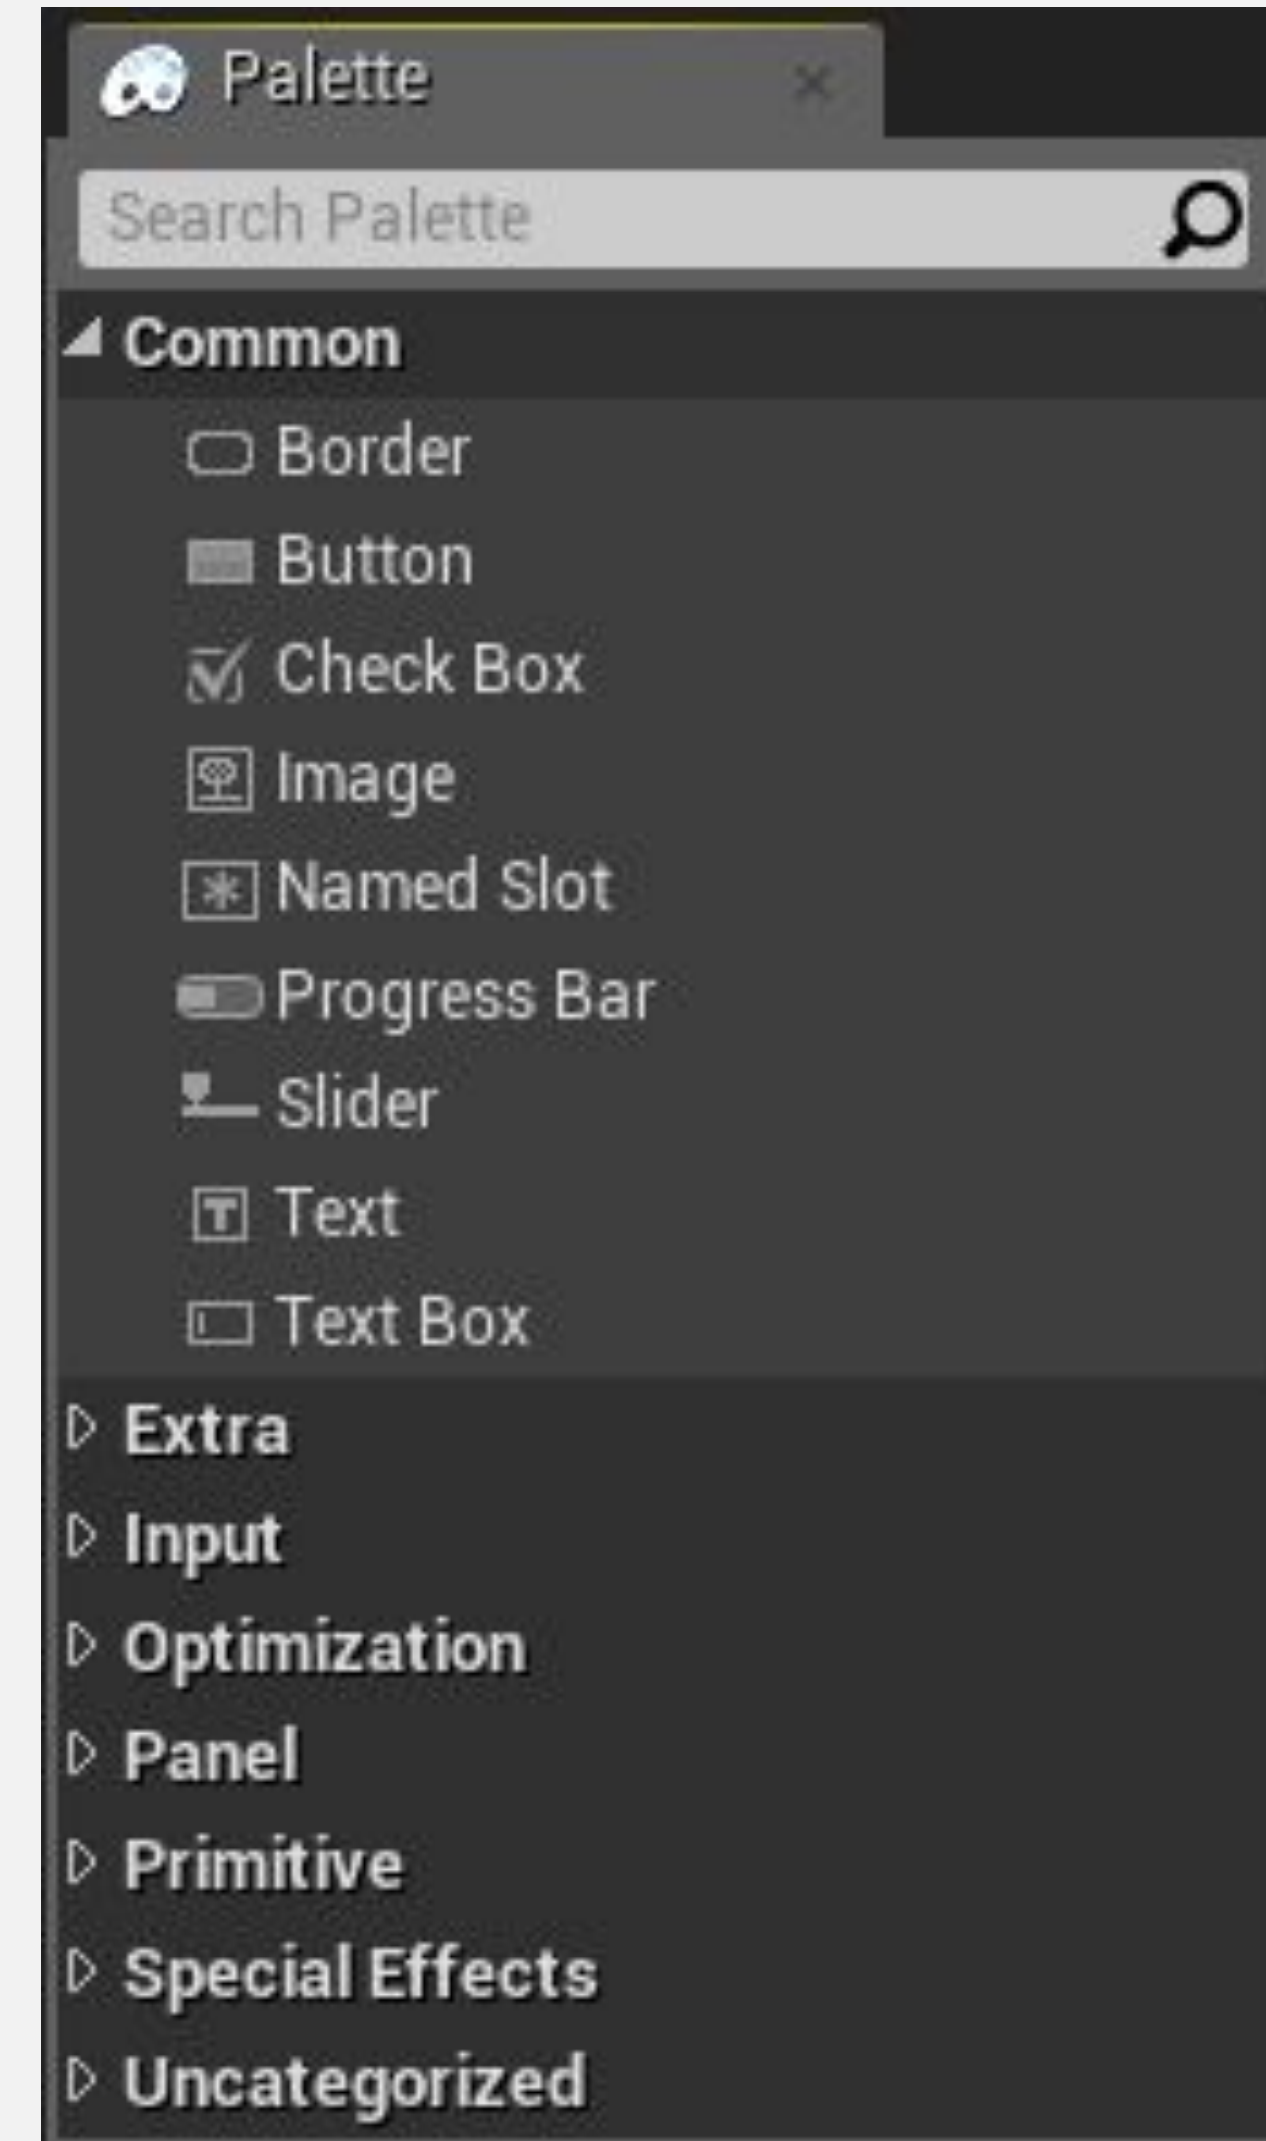 Palette
Search Palette
Common
Border
Button
Check Box
Image
Named Slot
Progress Bar
Slider
Text
Text Box
Extra
Input
Optimization
Panel
Primitive
Special Effects
Uncategorized